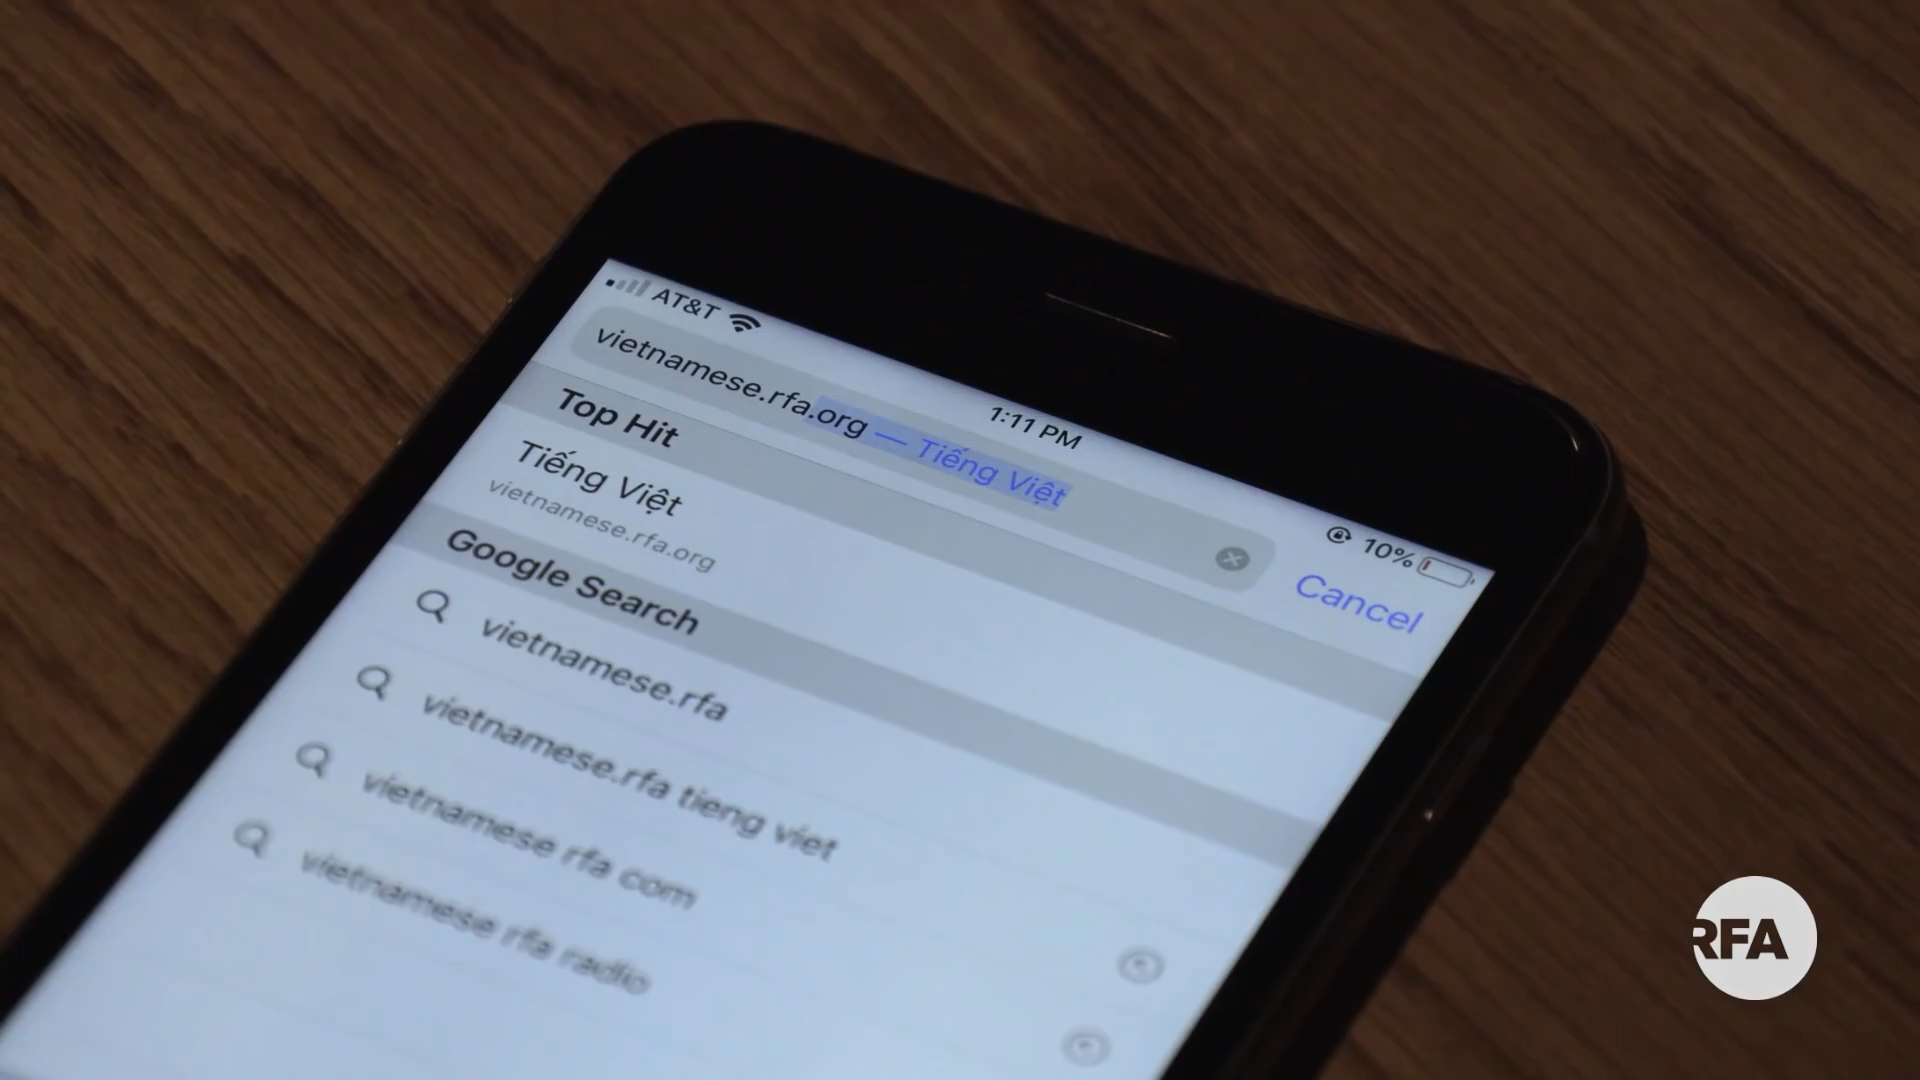 AT&T
1:11 PM
10%
vietnamese.rfa.org — Tiếng Việt
Cancel
Top Hit
Tiếng Việt
vietnamese.rfa.org
Google Search
vietnamese.rfa
vietnamese.rfa tieng viet
vietnamese rfa com
vietnamese rfa radio
RFA